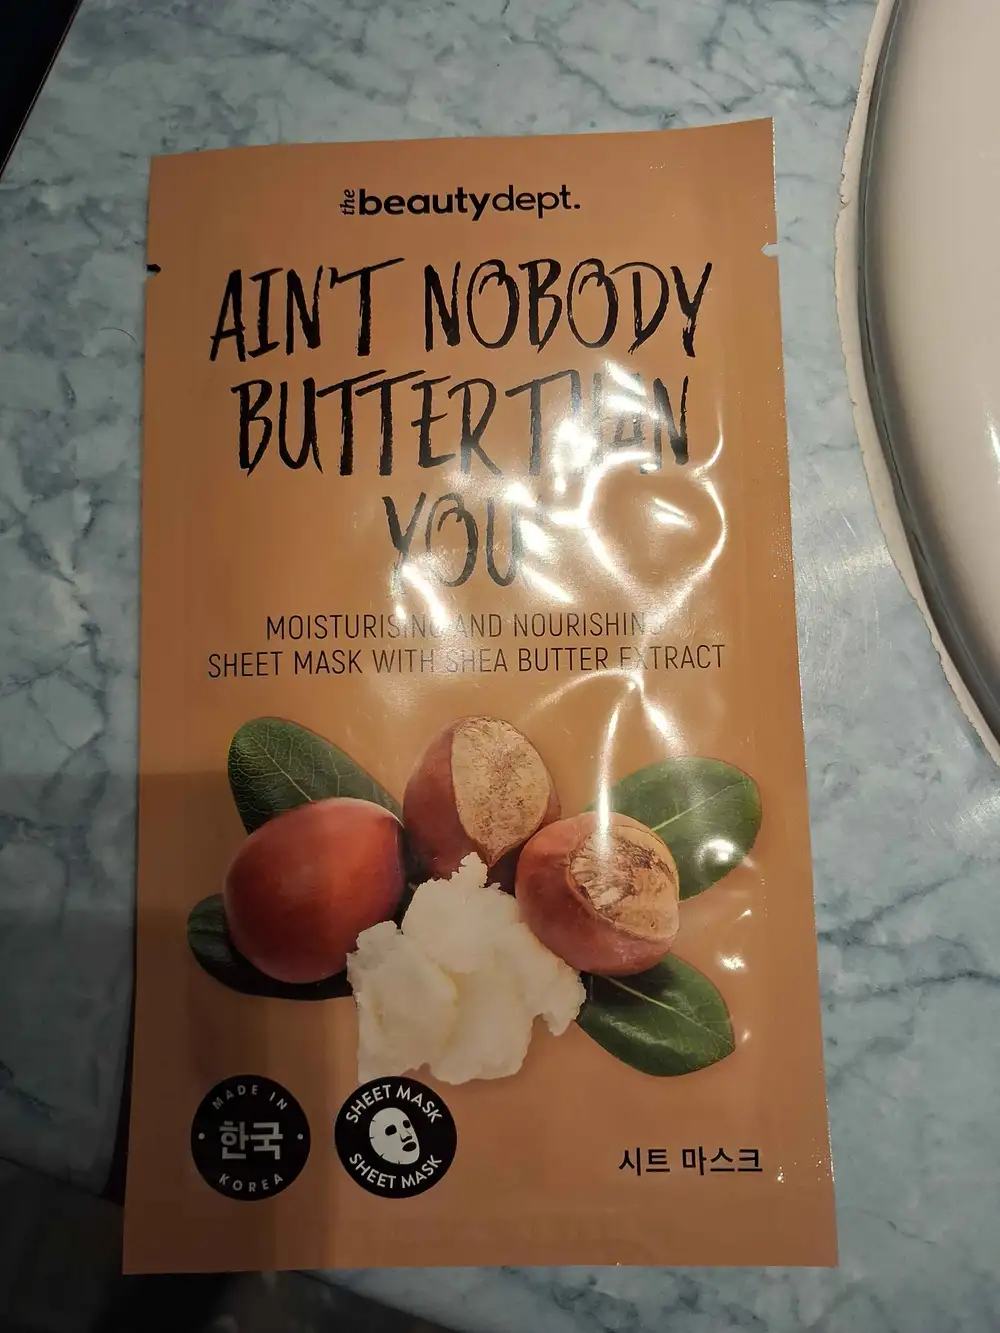 the beautydept.
AIN'T NOBODY
BUTTER THAN
YOU
MOISTURISING AND NOURISHING
SHEET MASK WITH SHEA BUTTER EXTRACT
MADE IN
한국
KOREA
SHEET MASK
SHEET MASK
시트 마스크